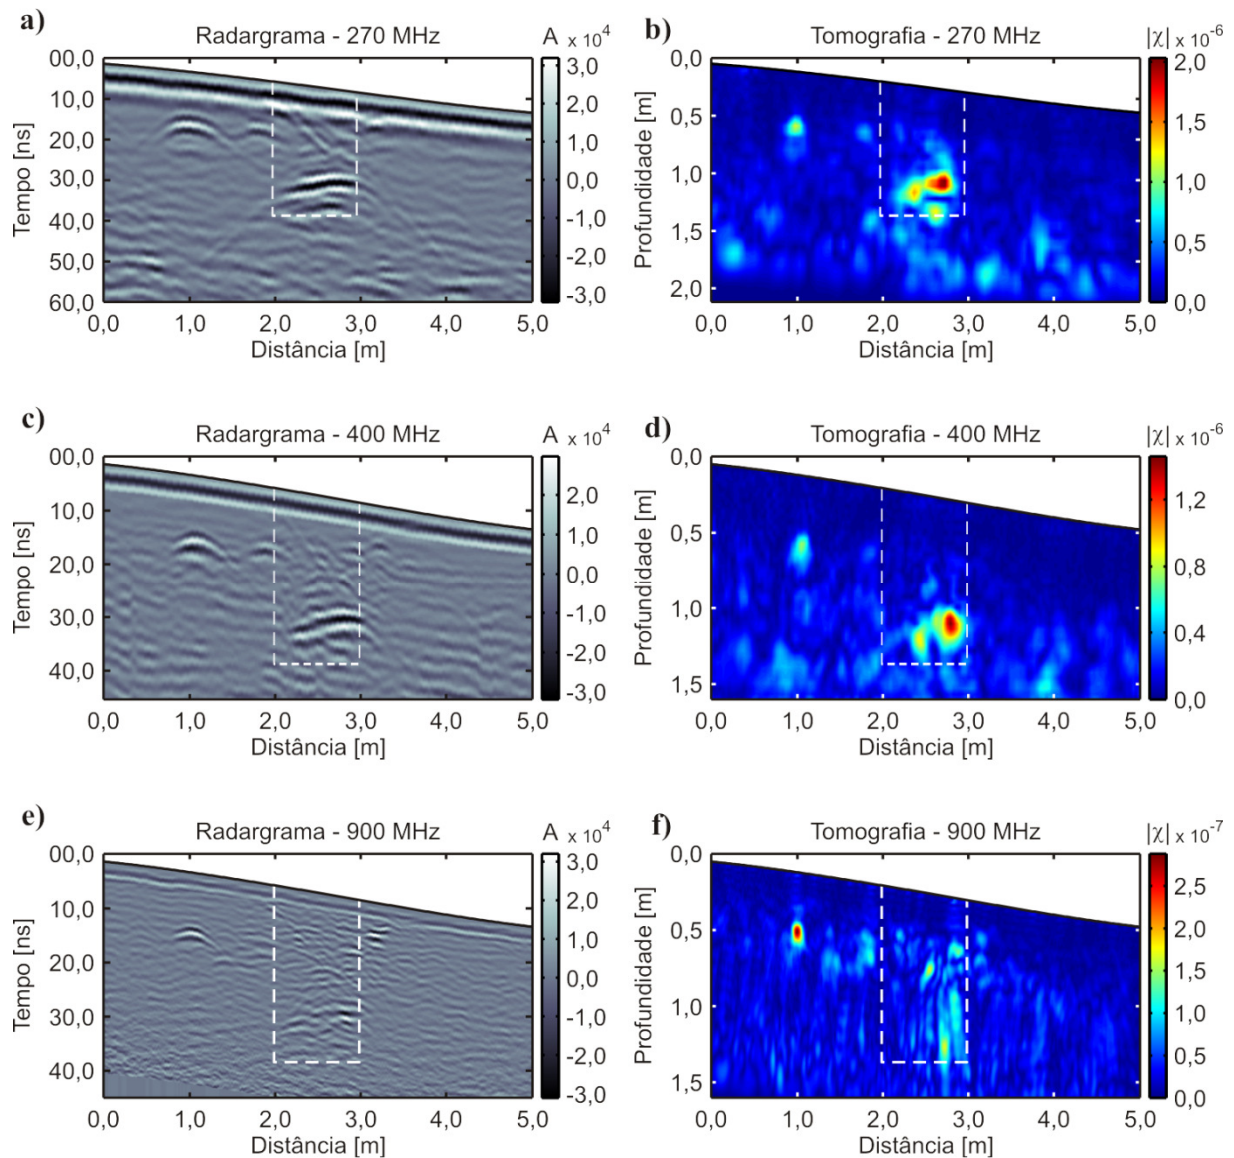 a)
Radargrama - 270 MHz
A x 10^4
00,0
10,0
20,0
30,0
40,0
50,0
60,0
Tempo [ns]
0,0 1,0 2,0 3,0 4,0 5,0
Distância [m]
3,0
2,0
1,0
0,0
-1,0
-2,0
-3,0
b)
Tomografia - 270 MHz
|χ| x 10^-6
0,0
0,5
1,0
1,5
2,0
Profundidade [m]
0,0 1,0 2,0 3,0 4,0 5,0
Distância [m]
2,0
1,5
1,0
0,5
0,0
c)
Radargrama - 400 MHz
A x 10^4
00,0
10,0
20,0
30,0
40,0
Tempo [ns]
0,0 1,0 2,0 3,0 4,0 5,0
Distância [m]
2,0
1,0
0,0
-1,0
-2,0
-3,0
d)
Tomografia - 400 MHz
|χ| x 10^-6
0,0
0,5
1,0
1,5
Profundidade [m]
0,0 1,0 2,0 3,0 4,0 5,0
Distância [m]
1,2
0,8
0,4
0,0
e)
Radargrama - 900 MHz
A x 10^4
00,0
10,0
20,0
30,0
40,0
Tempo [ns]
0,0 1,0 2,0 3,0 4,0 5,0
Distância [m]
3,0
2,0
1,0
0,0
-1,0
-2,0
-3,0
f)
Tomografia - 900 MHz
|χ| x 10^-7
0,0
0,5
1,0
1,5
Profundidade [m]
0,0 1,0 2,0 3,0 4,0 5,0
Distância [m]
2,5
2,0
1,5
1,0
0,5
0,0